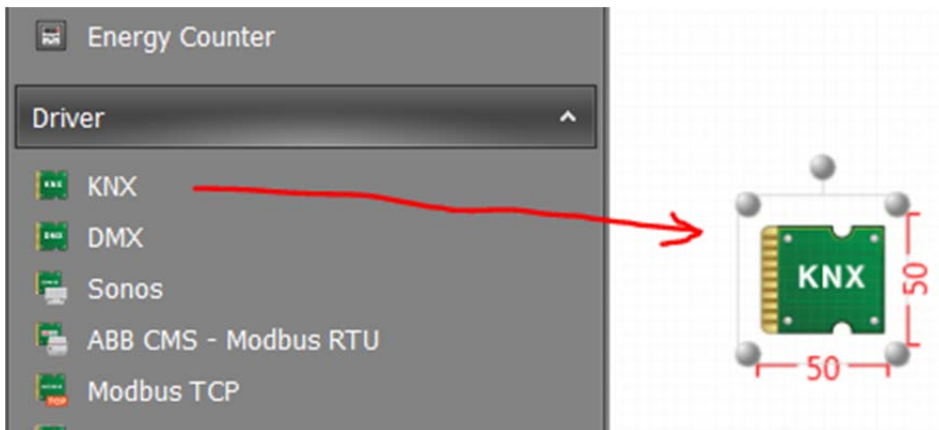 Energy Counter
Driver
KNX
DMX
Sonos
ABB CMS - Modbus RTU
Modbus TCP
KNX
50
50